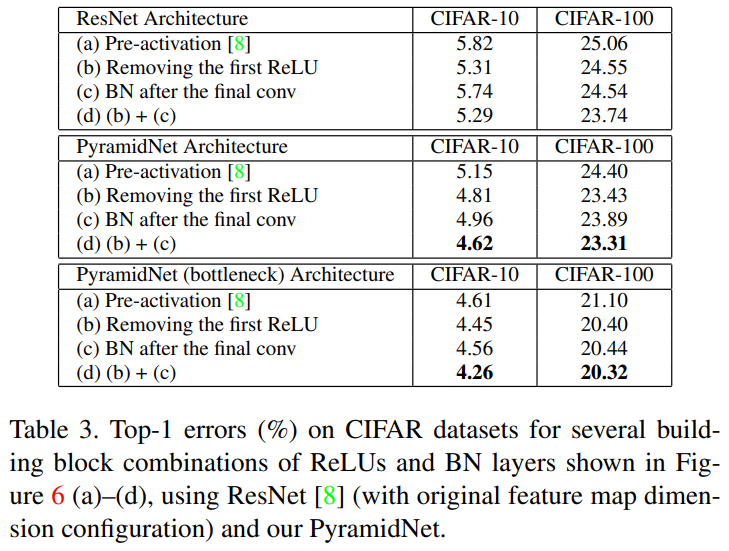 ResNet Architecture CIFAR-10 CIFAR-100
(a) Pre-activation [8] 5.82 25.06
(b) Removing the first ReLU 5.31 24.55
(c) BN after the final conv 5.74 24.54
(d) (b) + (c) 5.29 23.74
PyramidNet Architecture CIFAR-10 CIFAR-100
(a) Pre-activation [8] 5.15 24.40
(b) Removing the first ReLU 4.81 23.43
(c) BN after the final conv 4.96 23.89
(d) (b) + (c) 4.62 23.31
PyramidNet (bottleneck) Architecture CIFAR-10 CIFAR-100
(a) Pre-activation [8] 4.61 21.10
(b) Removing the first ReLU 4.45 20.40
(c) BN after the final conv 4.56 20.44
(d) (b) + (c) 4.26 20.32
Table 3. Top-1 errors (%) on CIFAR datasets for several build-
ing block combinations of ReLUs and BN layers shown in Fig-
ure 6 (a)–(d), using ResNet [8] (with original feature map dimen-
sion configuration) and our PyramidNet.